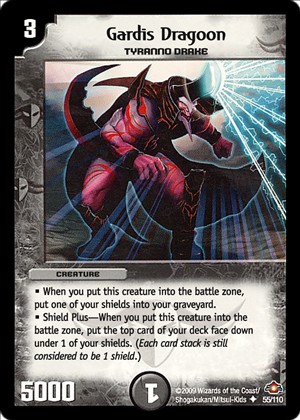 3
Gardis Dragoon
TYRANNO DRAKE
CREATURE
▪ When you put this creature into the battle zone,
put one of your shields into your graveyard.
▪ Shield Plus—When you put this creature into the
battle zone, put the top card of your deck face down
under 1 of your shields. (Each card stack is still
considered to be 1 shield.)
5000
1
©2009 Wizards of the Coast/
Shogakukan/Mitsui-Kids ♦ 55/110